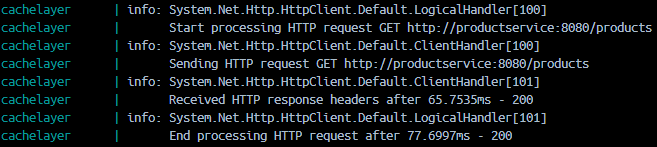 cachelayer | info: System.Net.Http.HttpClient.Default.LogicalHandler[100]
cachelayer | Start processing HTTP request GET http://productservice:8080/products
cachelayer | info: System.Net.Http.HttpClient.Default.ClientHandler[100]
cachelayer | Sending HTTP request GET http://productservice:8080/products
cachelayer | info: System.Net.Http.HttpClient.Default.ClientHandler[101]
cachelayer | Received HTTP response headers after 65.7535ms - 200
cachelayer | info: System.Net.Http.HttpClient.Default.LogicalHandler[101]
cachelayer | End processing HTTP request after 77.6997ms - 200